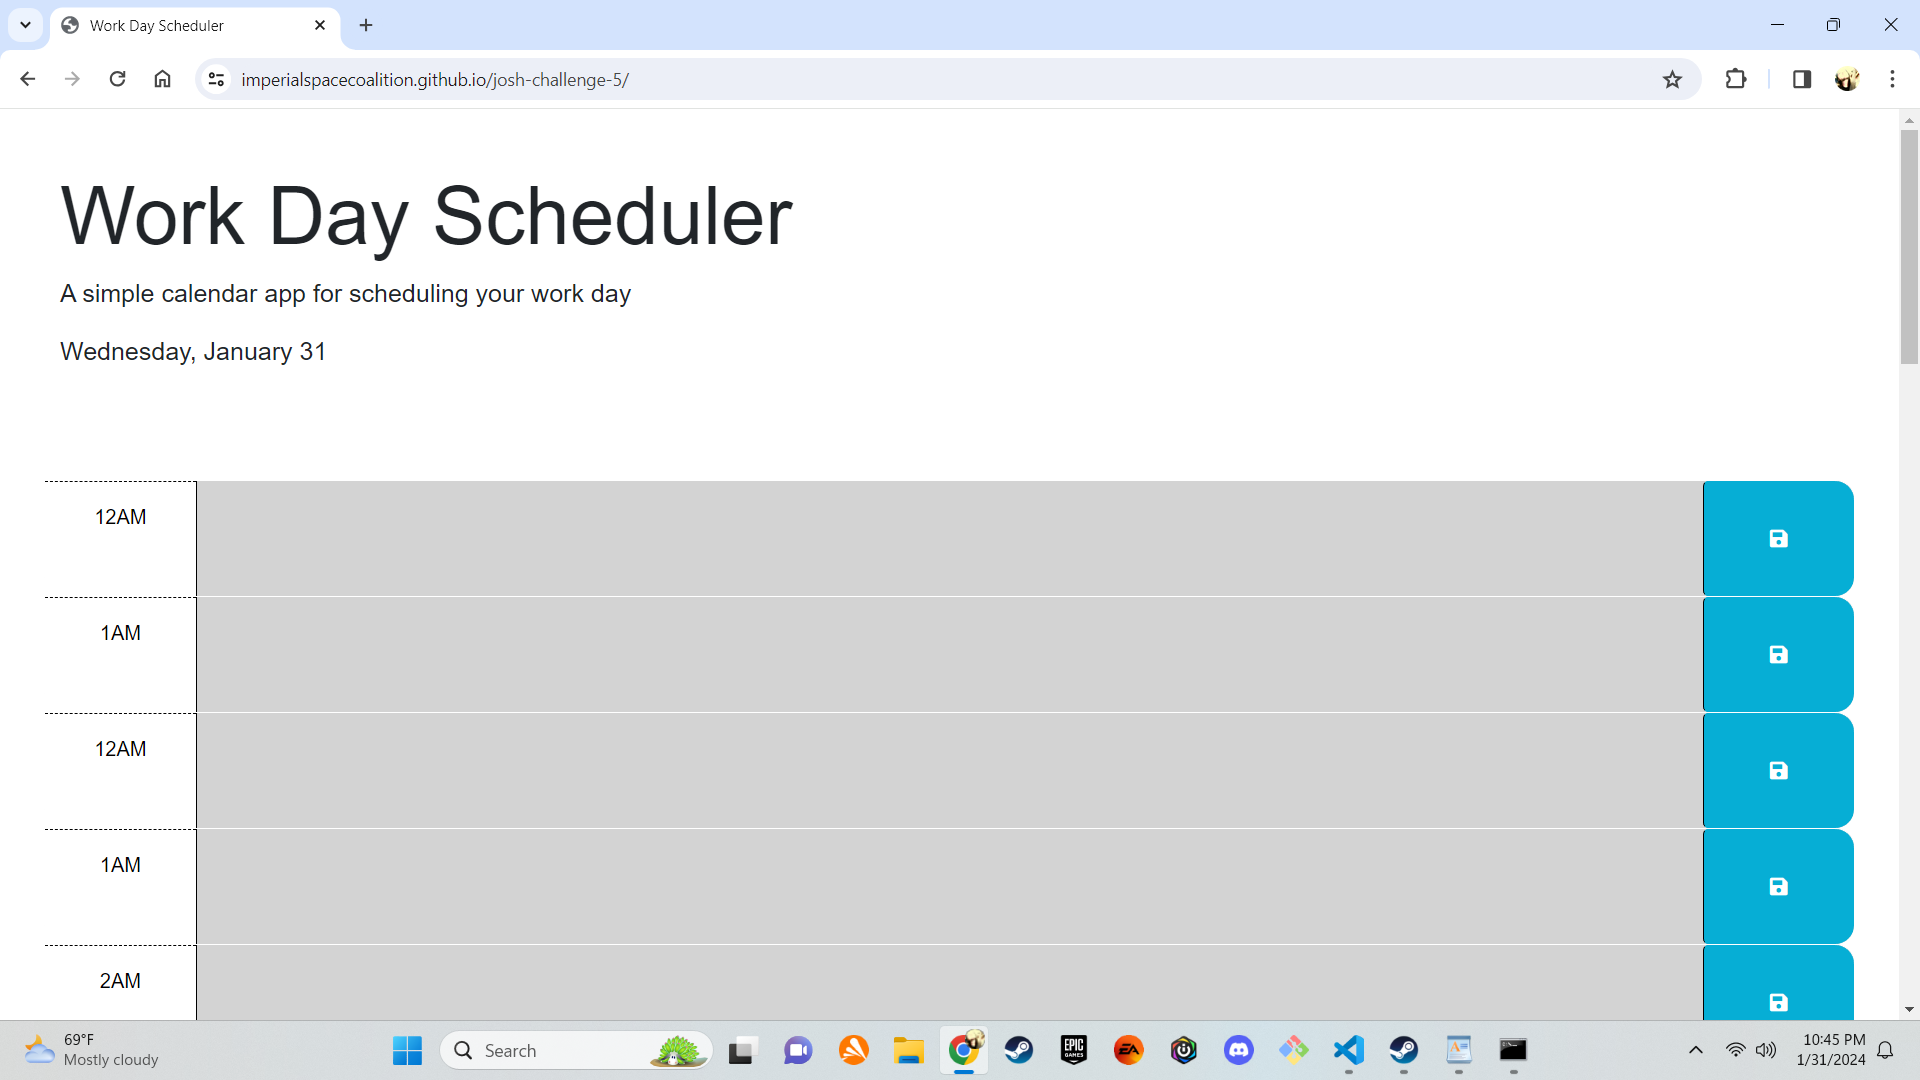 Work Day Scheduler
imperialspacecoalition.github.io/josh-challenge-5/
Work Day Scheduler
A simple calendar app for scheduling your work day
Wednesday, January 31
12AM
1AM
12AM
1AM
2AM
69°F
Mostly cloudy
Search
EPIC
GAMES
EA
10:45 PM
1/31/2024